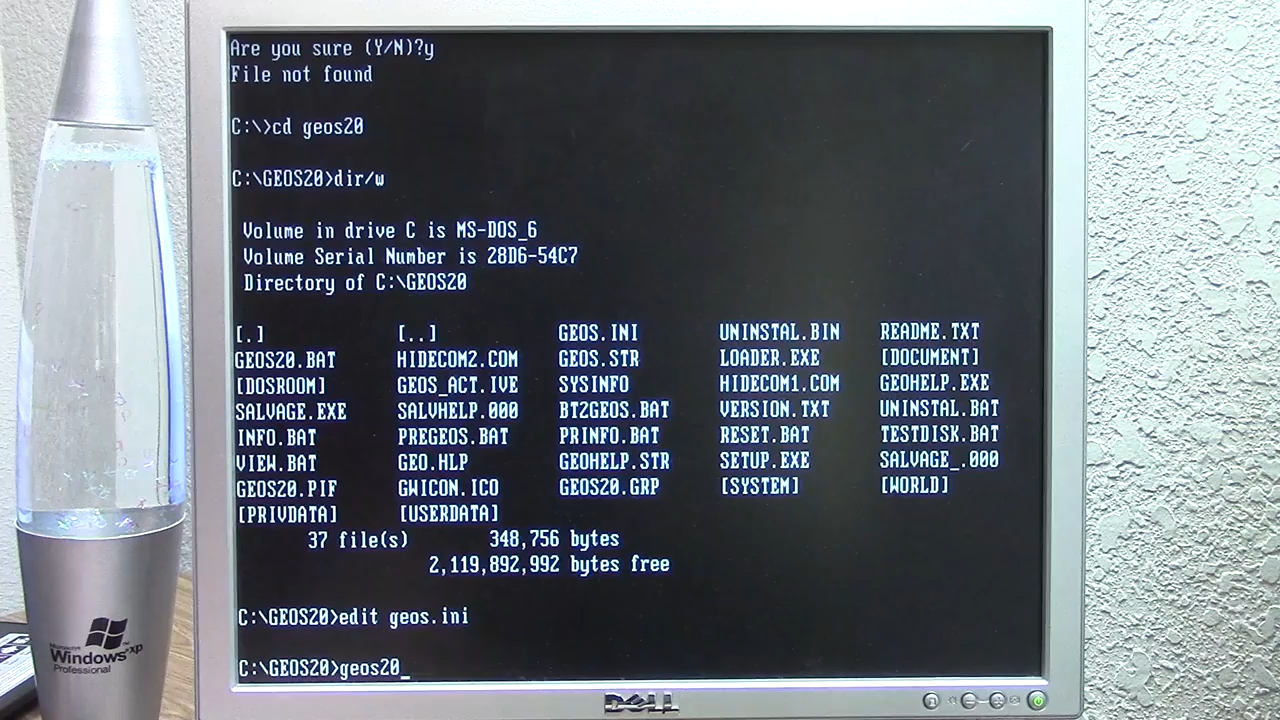 Are you sure (Y/N)?y
File not found
C:\>cd geos20
C:\GEOS20>dir/w
Volume in drive C is MS-DOS_6
Volume Serial Number is 28D6-54C7
Directory of C:\GEOS20
[.] [..] GEOS.INI UNINSTAL.BIN README.TXT
GEOS20.BAT HIDECOM2.COM GEOS.STR LOADER.EXE [DOCUMENT]
[DOSROOM] GEOS_ACT.IVE SYSINFO HIDECOM1.COM GEOHELP.EXE
SALVAGE.EXE SALVHELP.000 BT2GEOS.BAT VERSION.TXT UNINSTAL.BAT
INFO.BAT PREGEOS.BAT PRINFO.BAT RESET.BAT TESTDISK.BAT
VIEW.BAT GEO.HLP GEOHELP.STR SETUP.EXE SALVAGE_.000
GEOS20.PIF GWICON.ICO GEOS20.GRP [SYSTEM] [WORLD]
[PRIVDATA] [USERDATA]
37 file(s) 348,756 bytes
2,119,892,992 bytes free
C:\GEOS20>edit geos.ini
C:\GEOS20>geos20_
DELL
Microsoft
Windows xp
Professional